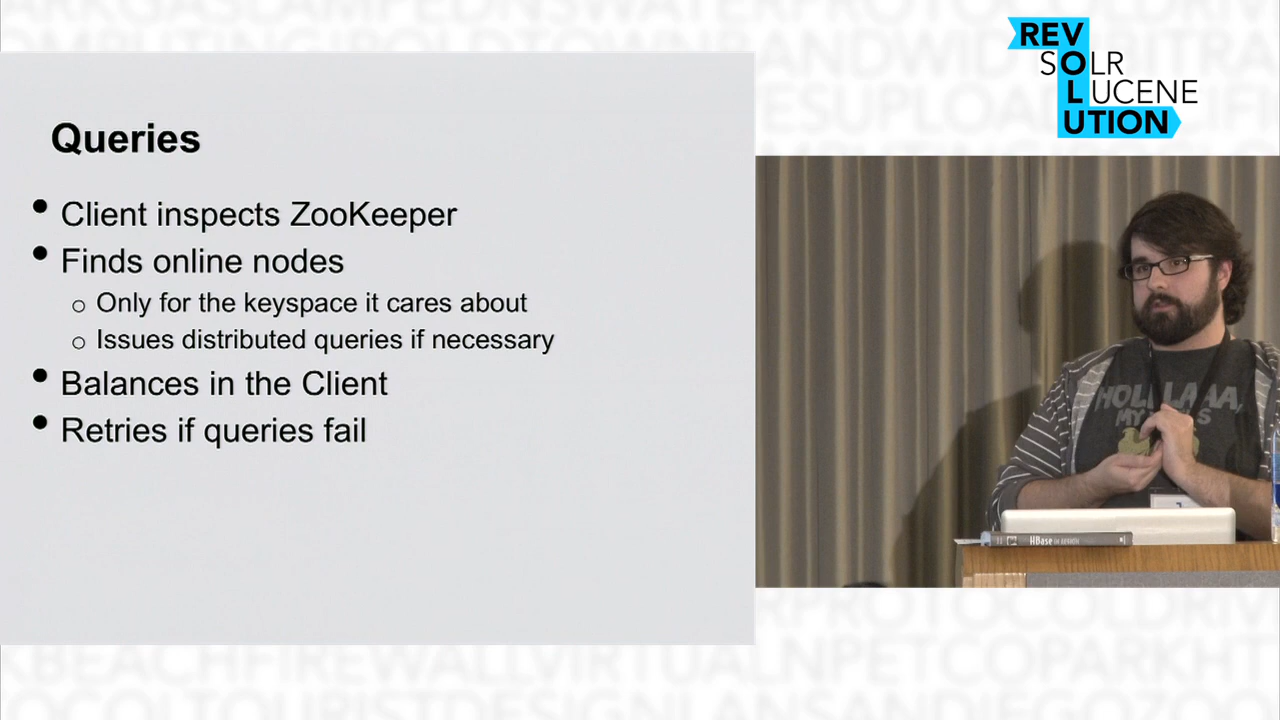 REV
SOLR
LUCENE
UTION
Queries
• Client inspects ZooKeeper
• Finds online nodes
o Only for the keyspace it cares about
o Issues distributed queries if necessary
• Balances in the Client
• Retries if queries fail
HBase